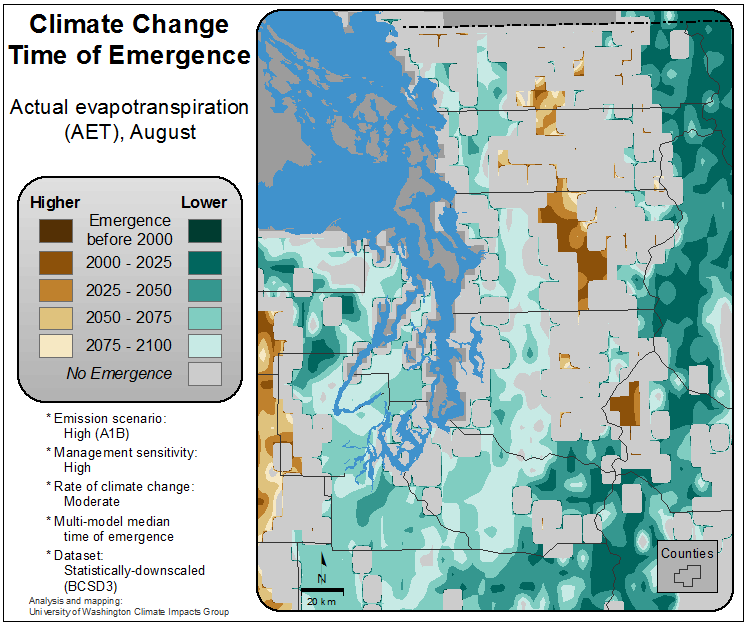 Climate Change
Time of Emergence
Actual evapotranspiration
(AET), August
Higher
Lower
Emergence
before 2000
2000 - 2025
2025 - 2050
2050 - 2075
2075 - 2100
No Emergence
* Emission scenario:
High (A1B)
* Management sensitivity:
High
* Rate of climate change:
Moderate
* Multi-model median
time of emergence
* Dataset:
Statistically-downscaled
(BCSD3)
Analysis and mapping:
University of Washington Climate Impacts Group
N
20 km
Counties